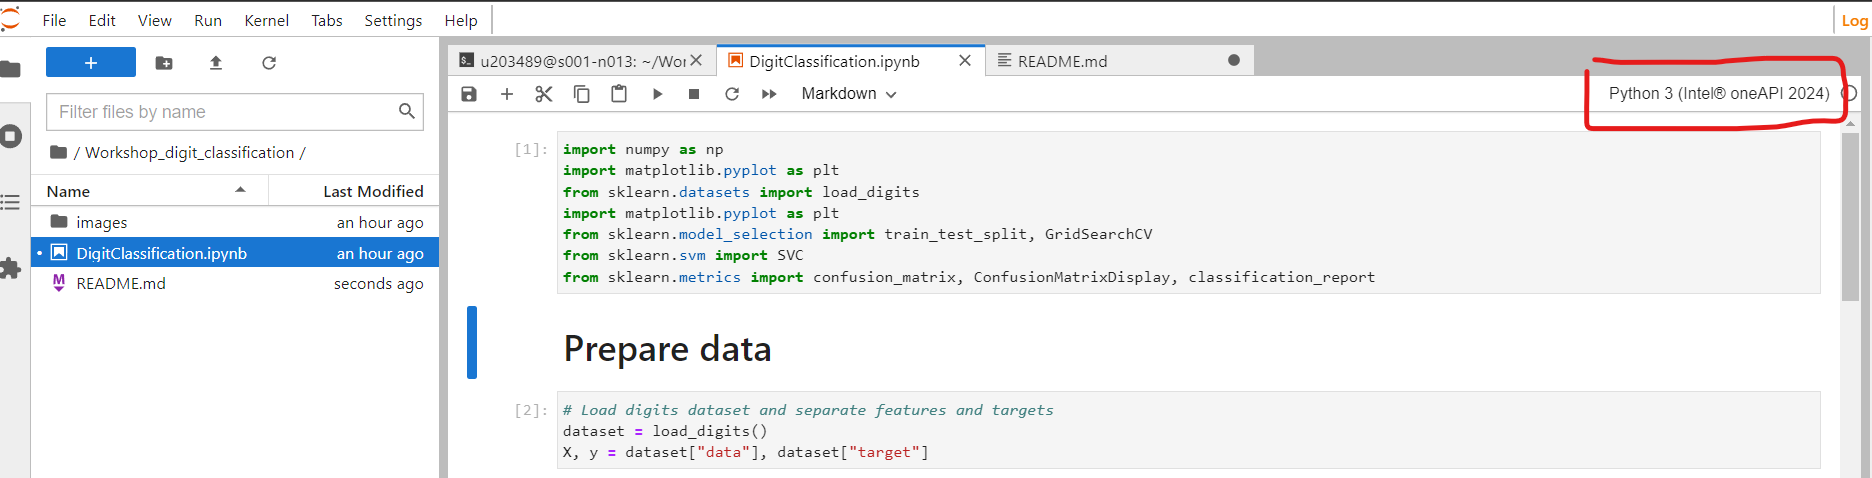 File Edit View Run Kernel Tabs Settings Help
Log
u203489@s001-n013: ~/Wor
DigitClassification.ipynb
README.md
Markdown
Python 3 (Intel® oneAPI 2024)
Filter files by name
/ Workshop_digit_classification /
Name Last Modified
images an hour ago
DigitClassification.ipynb an hour ago
README.md seconds ago
[1]:
import numpy as np
import matplotlib.pyplot as plt
from sklearn.datasets import load_digits
import matplotlib.pyplot as plt
from sklearn.model_selection import train_test_split, GridSearchCV
from sklearn.svm import SVC
from sklearn.metrics import confusion_matrix, ConfusionMatrixDisplay, classification_report
Prepare data
[2]:
# Load digits dataset and separate features and targets
dataset = load_digits()
X, y = dataset["data"], dataset["target"]